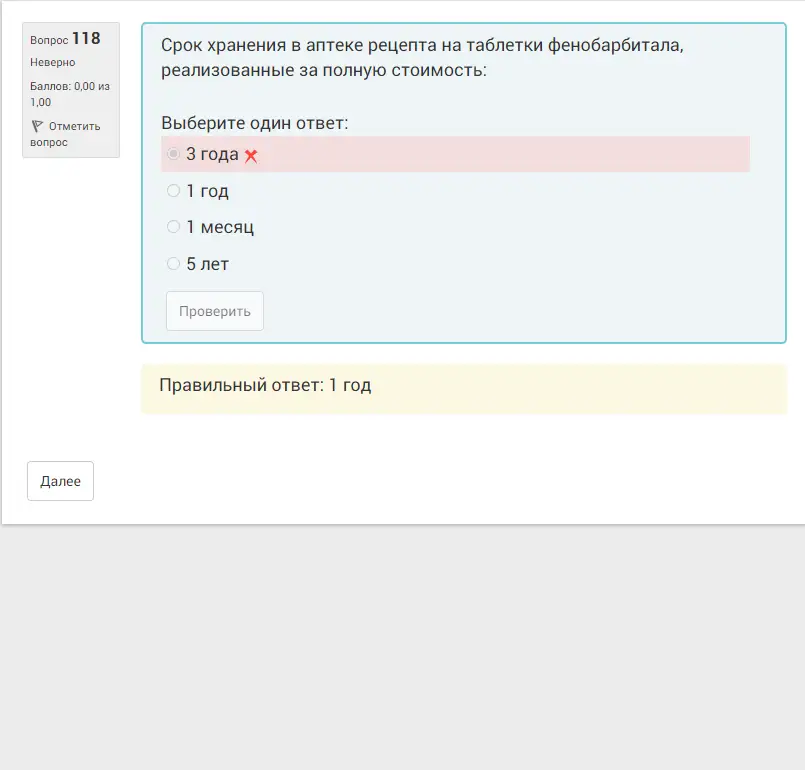 Вопрос 118
Неверно
Баллов: 0,00 из
1,00
Отметить
вопрос
Срок хранения в аптеке рецепта на таблетки фенобарбитала,
реализованные за полную стоимость:
Выберите один ответ:
3 года
1 год
1 месяц
5 лет
Проверить
Правильный ответ: 1 год
Далее